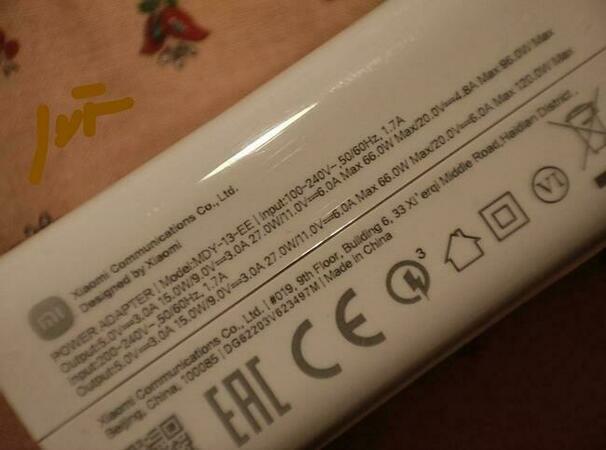 mi
Xiaomi Communications Co., Ltd.
Designed by Xiaomi
POWER ADAPTER | Model:MDY-13-EE | Input:100-240V~,50/60Hz, 1.7A
Output:5.0V⎓3.0A 15.0W/9.0V⎓3.0A 27.0W/11.0V⎓6.0A Max 66.0W Max/20.0V⎓4.8A Max 96.0W Max
Input:200-240V~ 50/60Hz, 1.7A
Output:5.0V⎓3.0A 15.0W/9.0V⎓3.0A 27.0W/11.0V⎓6.0A Max 66.0W Max/20.0V⎓6.0A Max 120.0W Max
Xiaomi Communications Co., Ltd. | #019, 9th Floor, Building 6, 33 Xi'erqi Middle Road,Haidian District,
Beijing, China, 100085 | DG62203V623497M | Made in China
EAC CE 3 VI